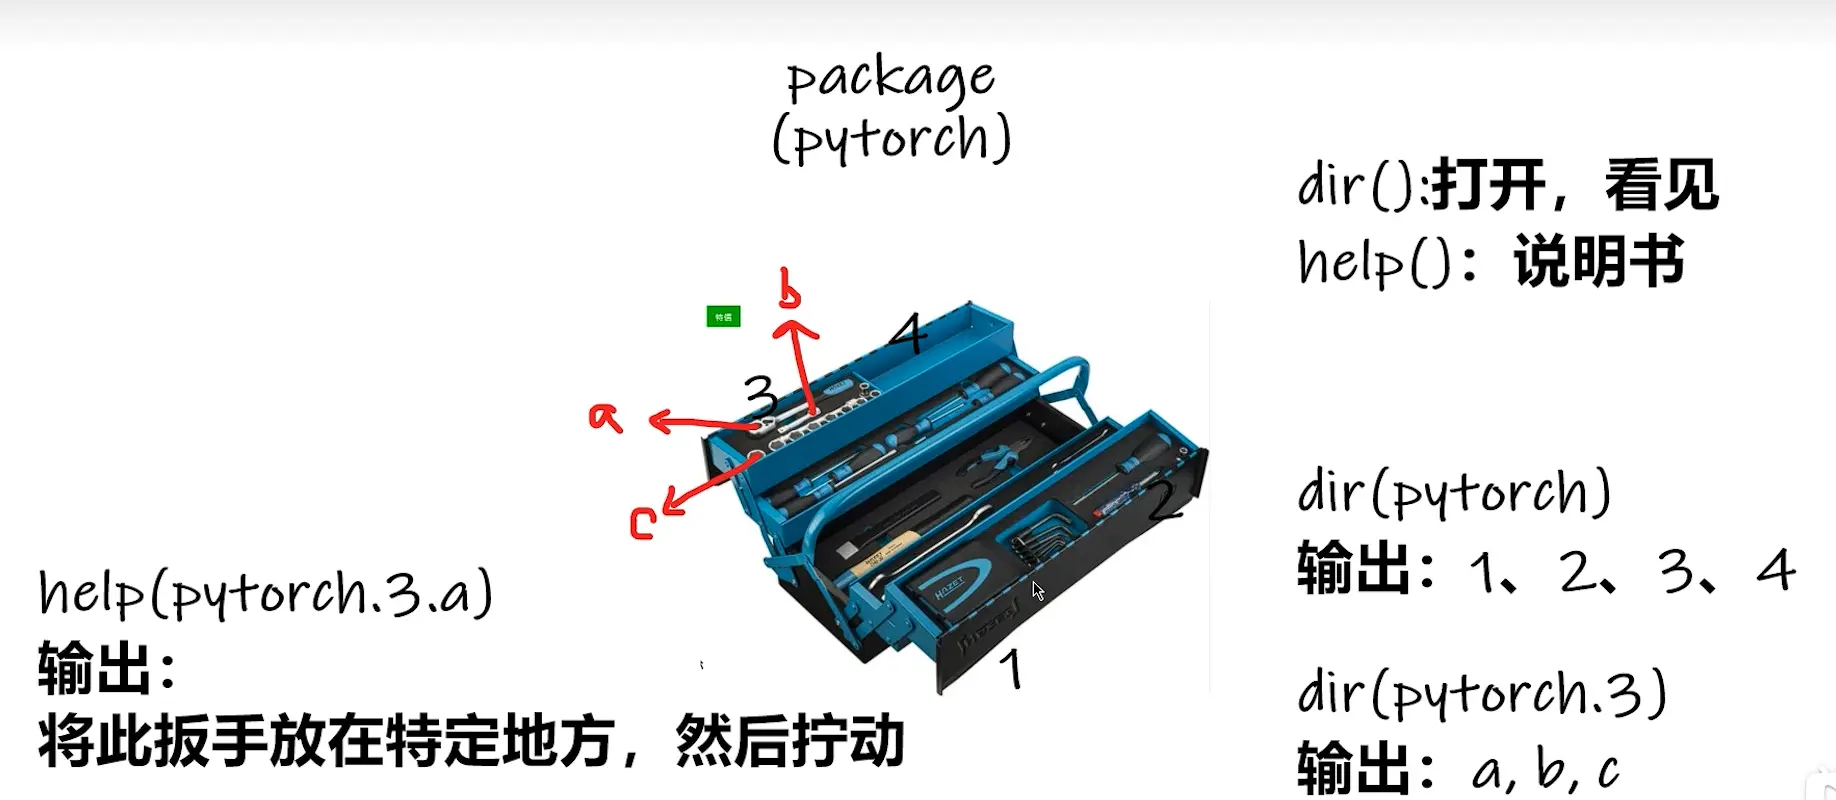 package
(pytorch)
dir():打开，看见
help()：说明书
b
特信
4
3
a
c
2
HAZET
1
help(pytorch.3.a)
输出：
将此扳手放在特定地方，然后拧动
dir(pytorch)
输出：1、2、3、4
dir(pytorch.3)
输出：a, b, c